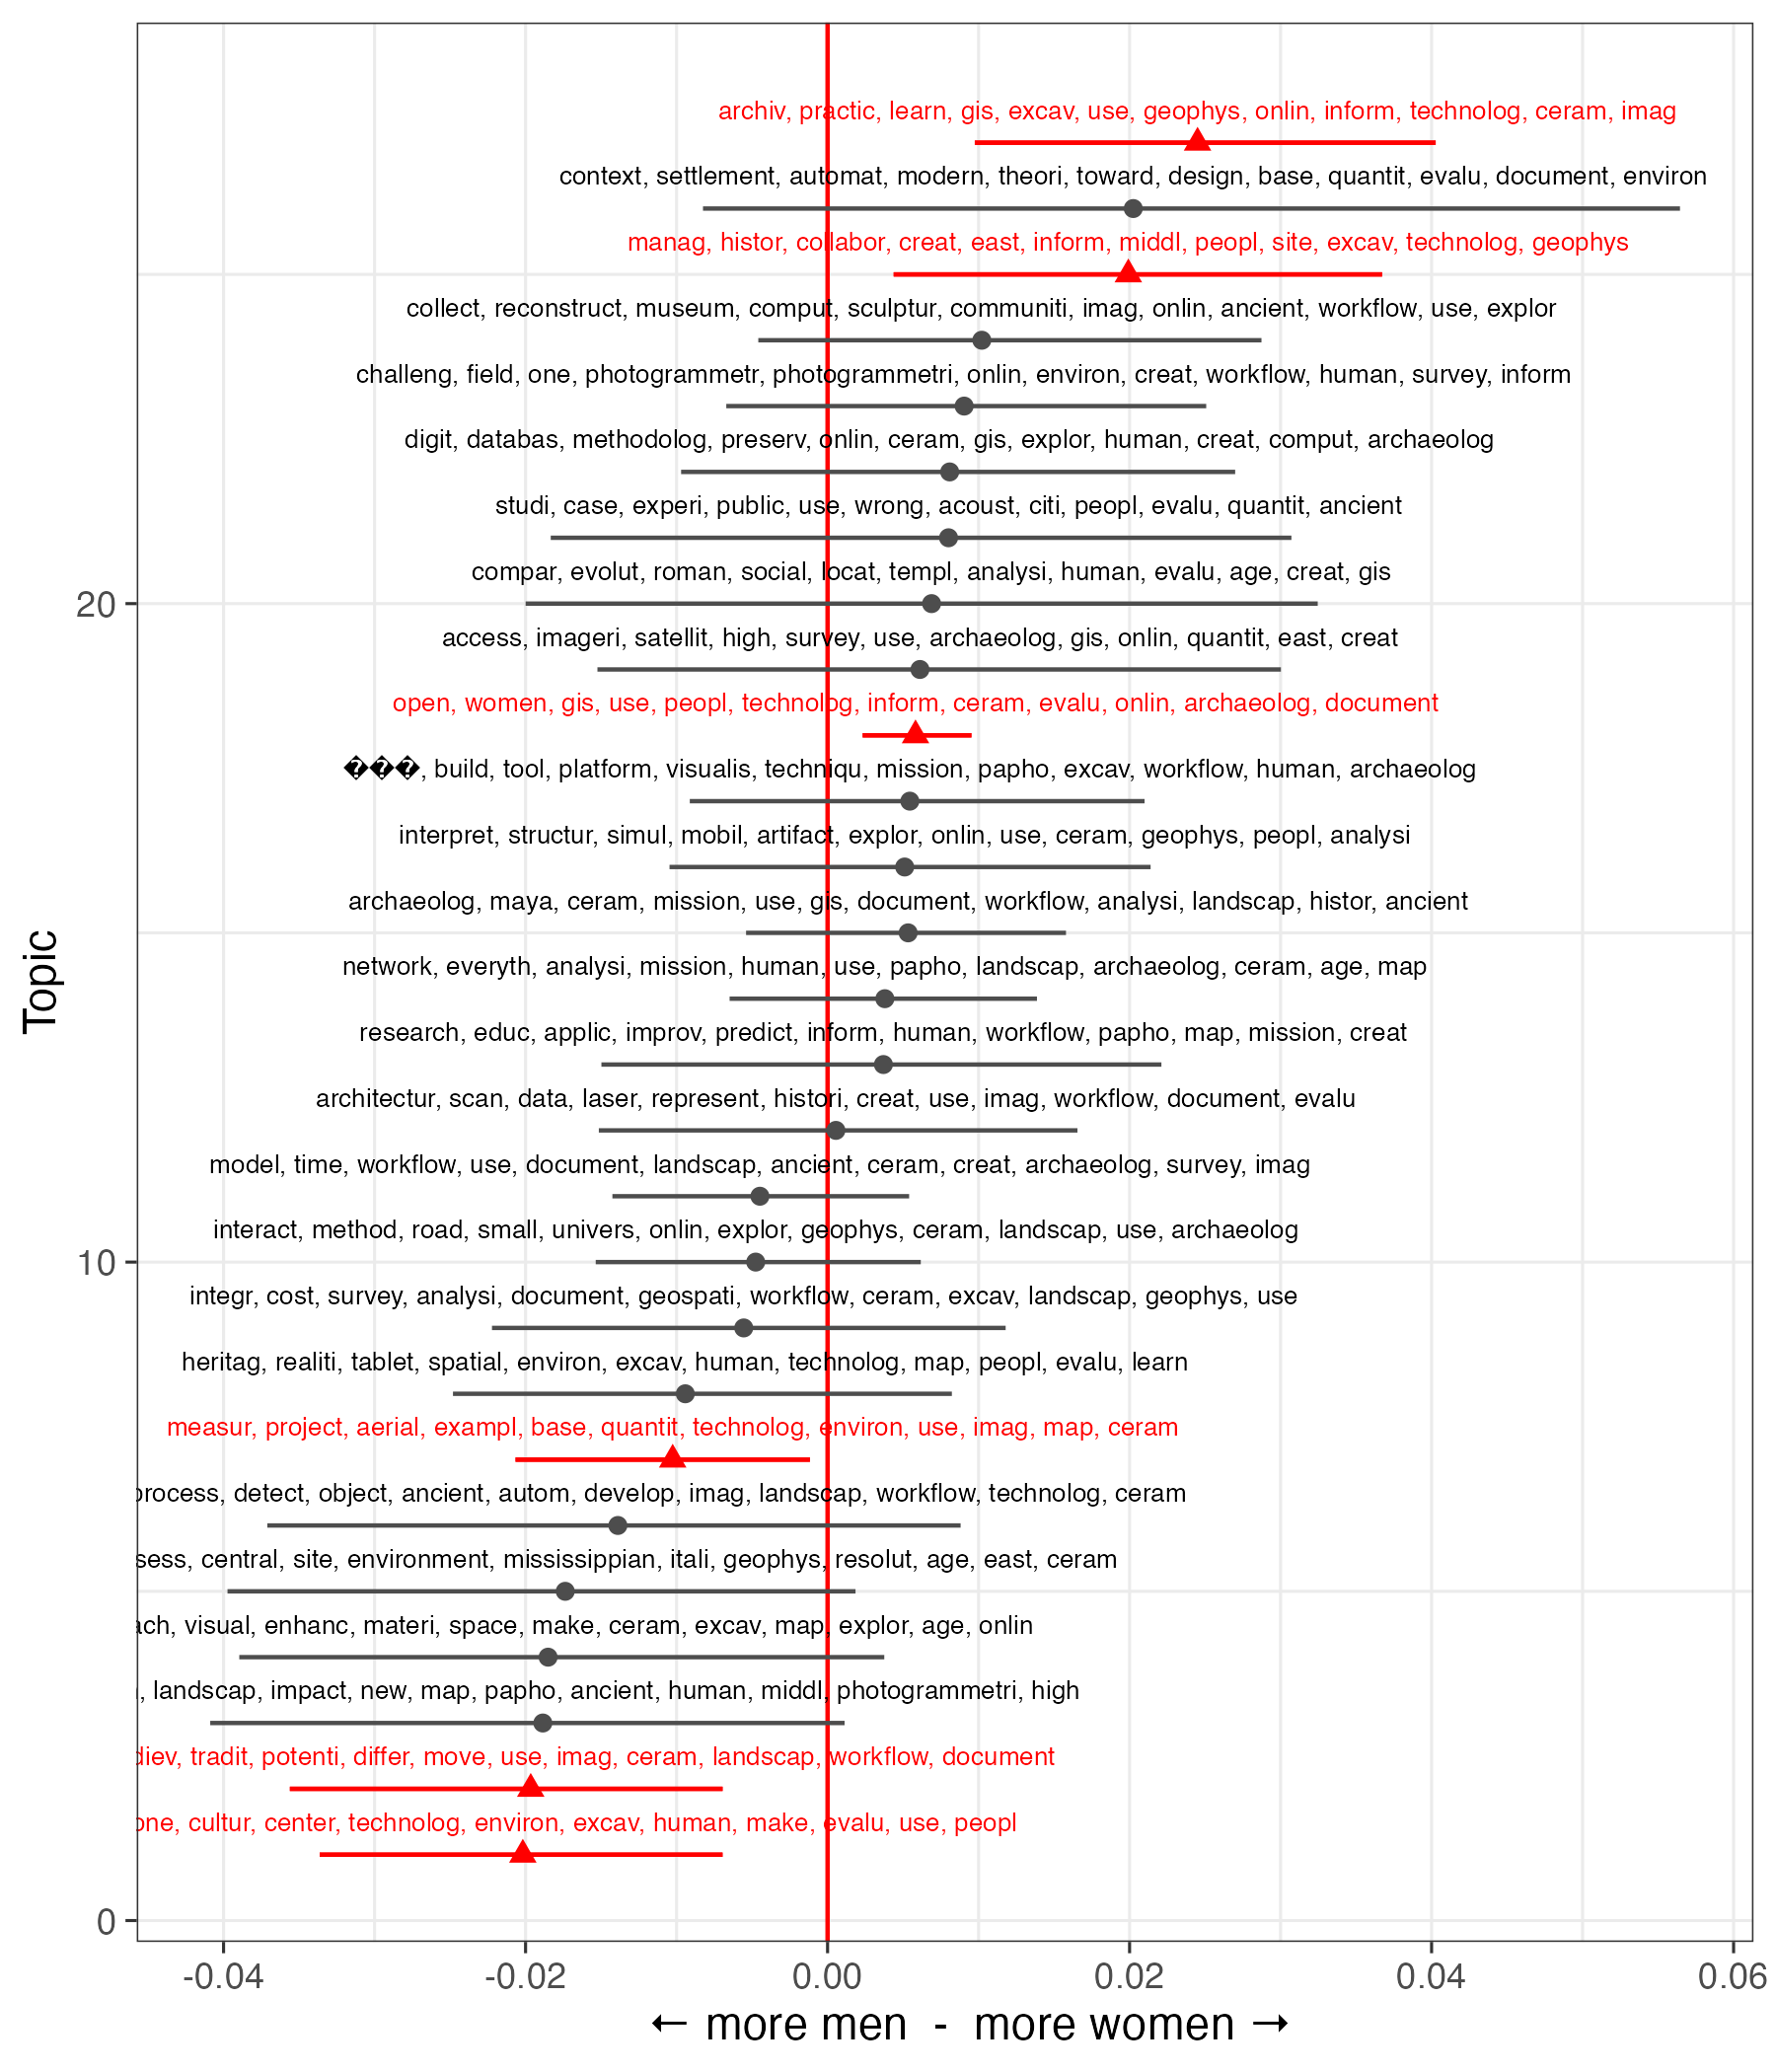 archiv, practic, learn, gis, excav, use, geophys, onlin, inform, technolog, ceram, imag
context, settlement, automat, modern, theori, toward, design, base, quantit, evalu, document, environ
manag, histor, collabor, creat, east, inform, middl, peopl, site, excav, technolog, geophys
collect, reconstruct, museum, comput, sculptur, communiti, imag, onlin, ancient, workflow, use, explor
challeng, field, one, photogrammetr, photogrammetri, onlin, environ, creat, workflow, human, survey, inform
digit, databas, methodolog, preserv, onlin, ceram, gis, explor, human, creat, comput, archaeolog
studi, case, experi, public, use, wrong, acoust, citi, peopl, evalu, quantit, ancient
compar, evolut, roman, social, locat, templ, analysi, human, evalu, age, creat, gis
20
access, imageri, satellit, high, survey, use, archaeolog, gis, onlin, quantit, east, creat
open, women, gis, use, peopl, technolog, inform, ceram, evalu, onlin, archaeolog, document
���, build, tool, platform, visualis, techniqu, mission, papho, excav, workflow, human, archaeolog
interpret, structur, simul, mobil, artifact, explor, onlin, use, ceram, geophys, peopl, analysi
archaeolog, maya, ceram, mission, use, gis, document, workflow, analysi, landscap, histor, ancient
Topic
network, everyth, analysi, mission, human, use, papho, landscap, archaeolog, ceram, age, map
research, educ, applic, improv, predict, inform, human, workflow, papho, map, mission, creat
architectur, scan, data, laser, represent, histori, creat, use, imag, workflow, document, evalu
model, time, workflow, use, document, landscap, ancient, ceram, creat, archaeolog, survey, imag
interact, method, road, small, univers, onlin, explor, geophys, ceram, landscap, use, archaeolog
10
integr, cost, survey, analysi, document, geospati, workflow, ceram, excav, landscap, geophys, use
heritag, realiti, tablet, spatial, environ, excav, human, technolog, map, peopl, evalu, learn
measur, project, aerial, exampl, base, quantit, technolog, environ, use, imag, map, ceram
process, detect, object, ancient, autom, develop, imag, landscap, workflow, technolog, ceram
sess, central, site, environment, mississippian, itali, geophys, resolut, age, east, ceram
ach, visual, enhanc, materi, space, make, ceram, excav, map, explor, age, onlin
, landscap, impact, new, map, papho, ancient, human, middl, photogrammetri, high
diev, tradit, potenti, differ, move, use, imag, ceram, landscap, workflow, document
one, cultur, center, technolog, environ, excav, human, make, evalu, use, peopl
0
-0.04 -0.02 0.00 0.02 0.04 0.06
← more men - more women →